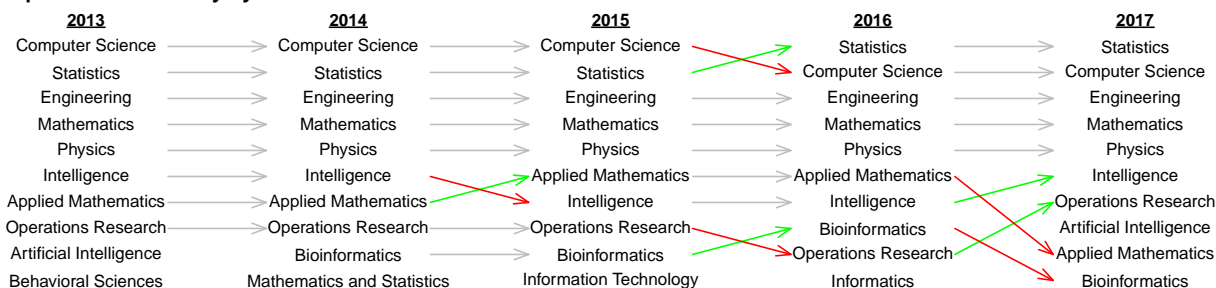 2013 2014 2015 2016 2017
Computer Science Computer Science Computer Science Statistics Statistics
Statistics Statistics Statistics Computer Science Computer Science
Engineering Engineering Engineering Engineering Engineering
Mathematics Mathematics Mathematics Mathematics Mathematics
Physics Physics Physics Physics Physics
Intelligence Intelligence Applied Mathematics Applied Mathematics Intelligence
Applied Mathematics Applied Mathematics Intelligence Intelligence Operations Research
Operations Research Operations Research Operations Research Bioinformatics Artificial Intelligence
Artificial Intelligence Bioinformatics Bioinformatics Operations Research Applied Mathematics
Behavioral Sciences Mathematics and Statistics Information Technology Informatics Bioinformatics